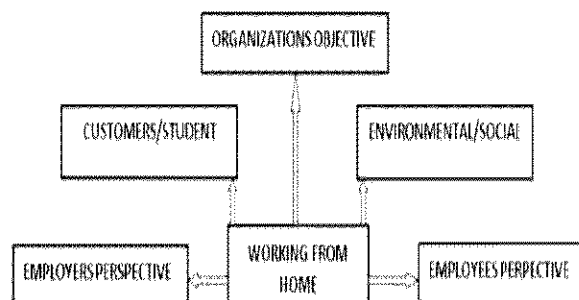 ORGANIZATIONS OBJECTIVE
CUSTOMERS/STUDENT
ENVIRONMENTAL/SOCIAL
EMPLOYERS PERSPECTIVE
WORKING FROM
HOME
EMPLOYEES PERPECTIVE